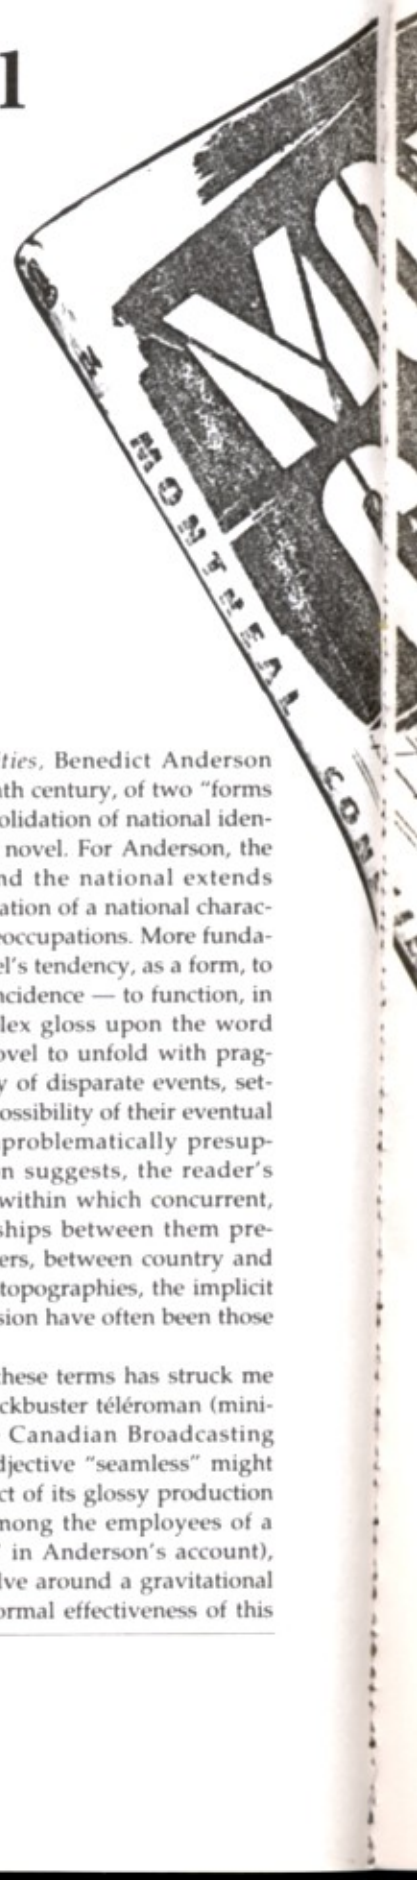 l
MONTREAL
CON
ties, Benedict Anderson
nth century, of two "forms
olidation of national iden-
novel. For Anderson, the
nd the national extends
ation of a national charac-
eoccupations. More funda-
el's tendency, as a form, to
ncidence — to function, in
lex gloss upon the word
ovel to unfold with prag-
y of disparate events, set-
ossibility of their eventual
problematically presup-
n suggests, the reader's
within which concurrent,
ships between them pre-
ers, between country and
topographies, the implicit
sion have often been those
these terms has struck me
ckbuster téléroman (mini-
Canadian Broadcasting
djective "seamless" might
ct of its glossy production
mong the employees of a
' in Anderson's account),
lve around a gravitational
ormal effectiveness of this